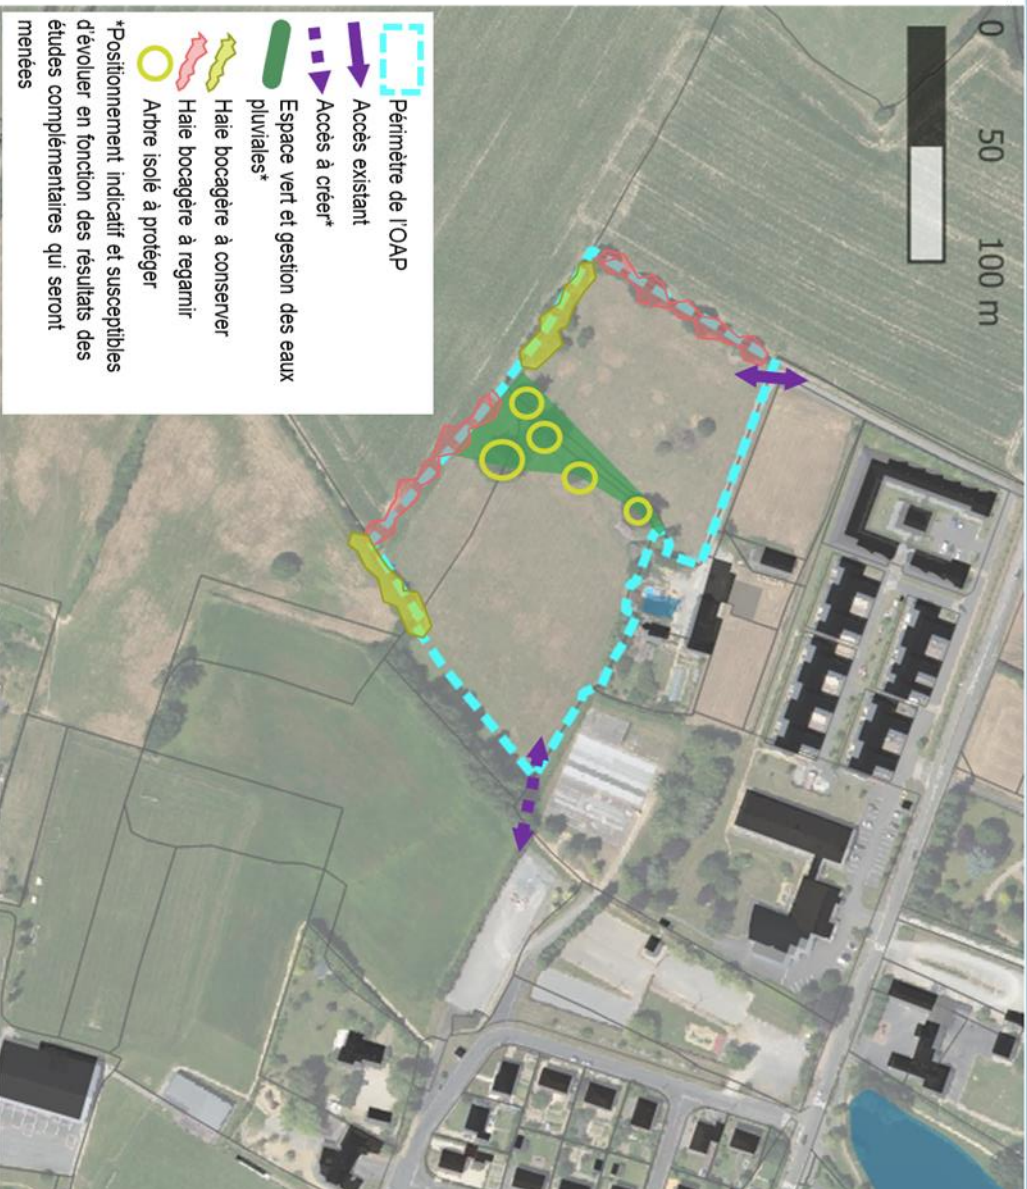 0 50 100 m
Périmètre de l'OAP
Accès existant
Accès à créer*
Espace vert et gestion des eaux
pluviales*
Haie bocagère à conserver
Haie bocagère à regarnir
Arbre isolé à protéger
*Positionnement indicatif et susceptibles
d'évoluer en fonction des résultats des
études complémentaires qui seront
menées